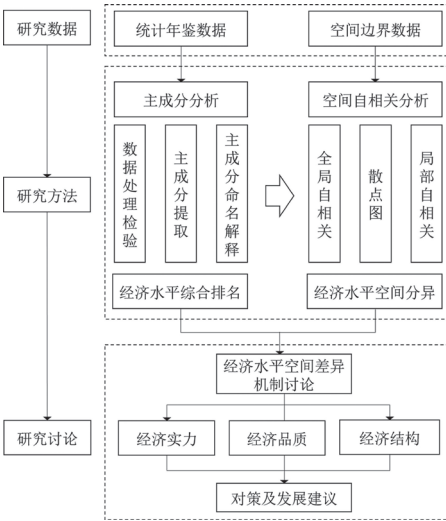 研究数据
统计年鉴数据
空间边界数据
主成分分析
空间自相关分析
研究方法
数据处理检验
主成分提取
主成分命名解释
全局自相关
散点图
局部自相关
经济水平综合排名
经济水平空间分异
经济水平空间差异
机制讨论
研究讨论
经济实力
经济品质
经济结构
对策及发展建议